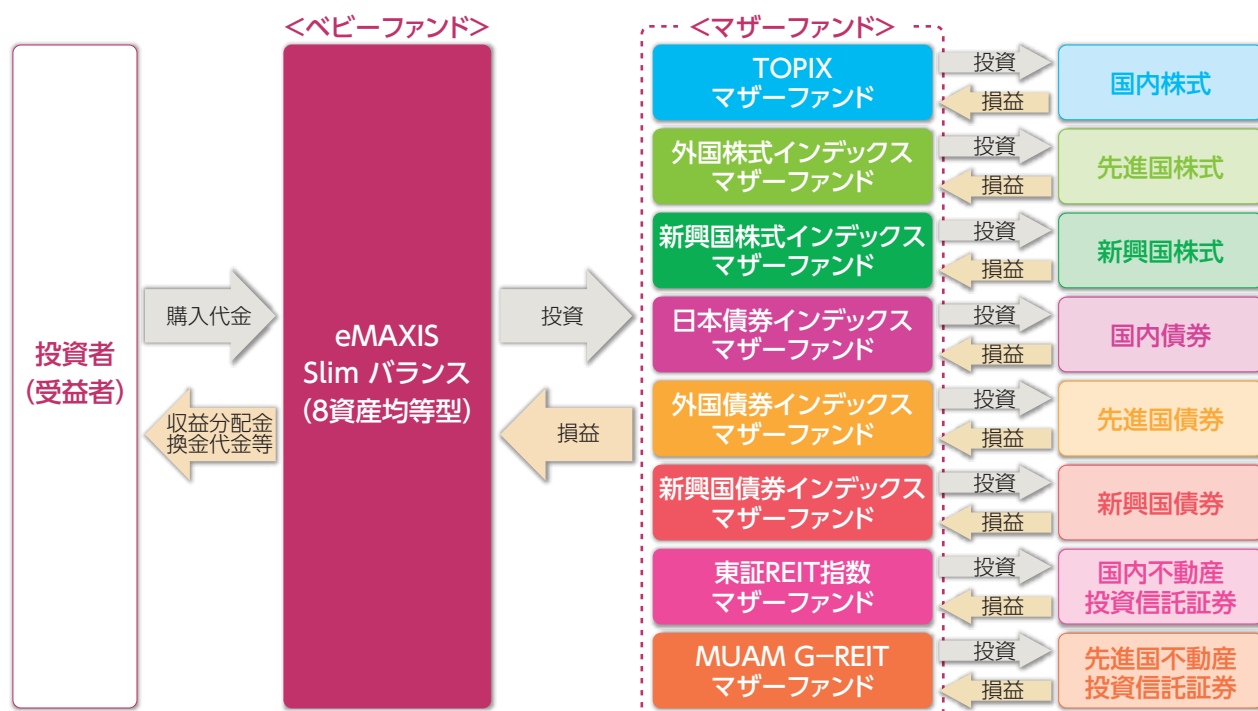 <ベビーファンド>
<マザーファンド>
投資者
(受益者)
購入代金
収益分配金
換金代金等
eMAXIS
Slim バランス
(8資産均等型)
投資
損益
TOPIX
マザーファンド
投資
損益
国内株式
外国株式インデックス
マザーファンド
投資
損益
先進国株式
新興国株式インデックス
マザーファンド
投資
損益
新興国株式
日本債券インデックス
マザーファンド
投資
損益
国内債券
外国債券インデックス
マザーファンド
投資
損益
先進国債券
新興国債券インデックス
マザーファンド
投資
損益
新興国債券
東証REIT指数
マザーファンド
投資
損益
国内不動産
投資信託証券
MUAM G-REIT
マザーファンド
投資
損益
先進国不動産
投資信託証券